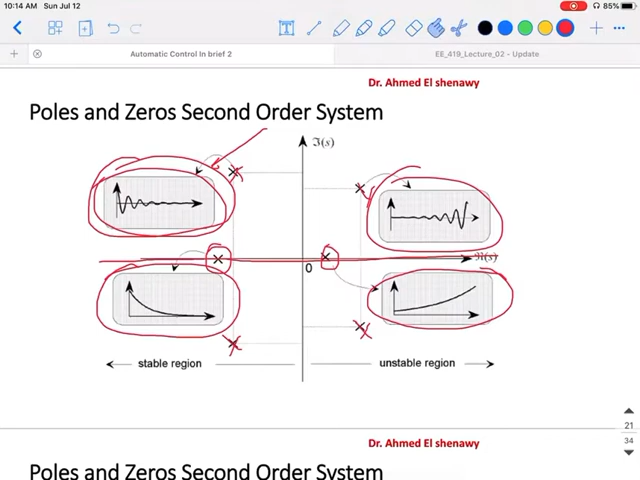 10:14 AM Sun Jul 12
85%
Automatic Control In brief 2
EE_419_Lecture_02 - Update
Dr. Ahmed El shenawy
Poles and Zeros Second Order System
ℑ(s)
ℜ(s)
0
stable region
unstable region
21
34
Dr. Ahmed El shenawy
Poles and Zeros Second Order System